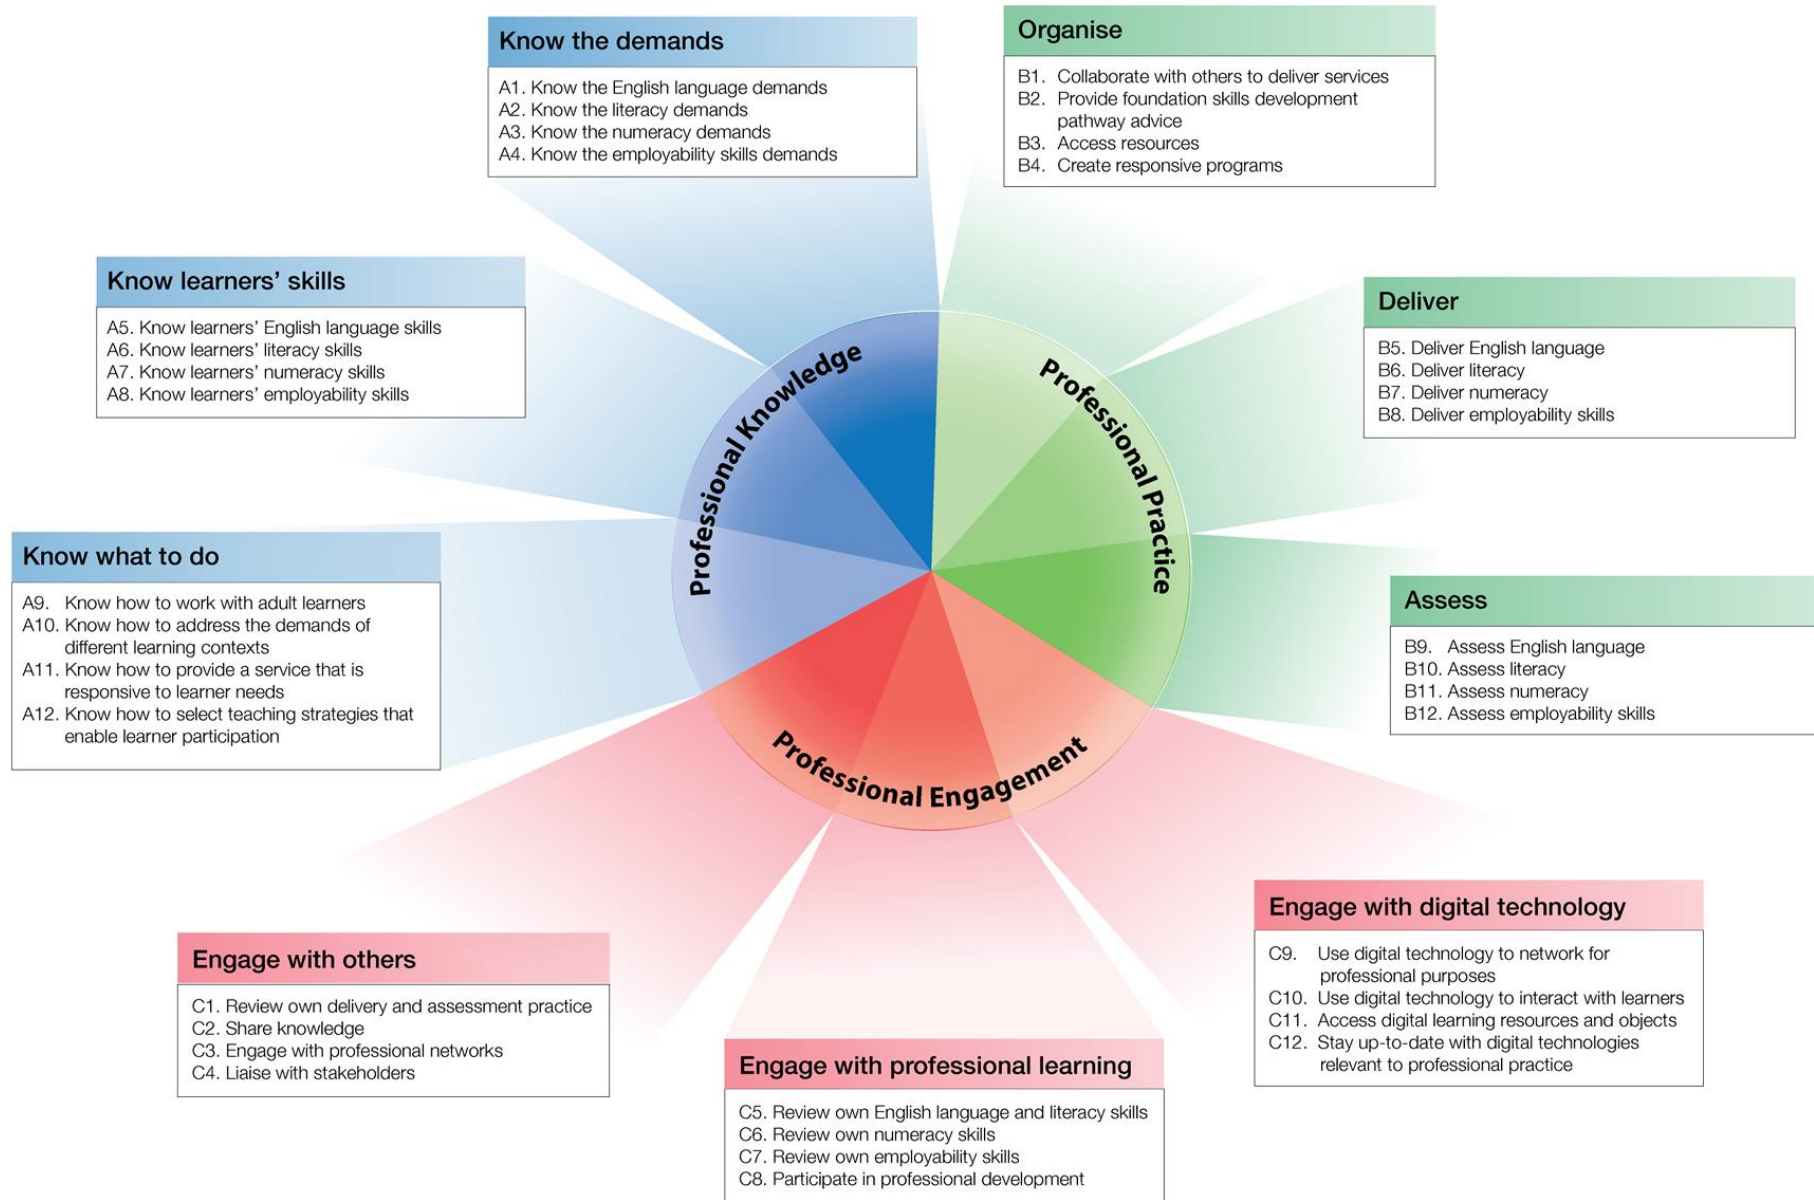 Know the demands
A1. Know the English language demands
A2. Know the literacy demands
A3. Know the numeracy demands
A4. Know the employability skills demands
Organise
B1. Collaborate with others to deliver services
B2. Provide foundation skills development
pathway advice
B3. Access resources
B4. Create responsive programs
Know learners’ skills
A5. Know learners’ English language skills
A6. Know learners’ literacy skills
A7. Know learners’ numeracy skills
A8. Know learners’ employability skills
Deliver
B5. Deliver English language
B6. Deliver literacy
B7. Deliver numeracy
B8. Deliver employability skills
Professional Knowledge
Professional Practice
Professional Engagement
Know what to do
A9. Know how to work with adult learners
A10. Know how to address the demands of
different learning contexts
A11. Know how to provide a service that is
responsive to learner needs
A12. Know how to select teaching strategies that
enable learner participation
Assess
B9. Assess English language
B10. Assess literacy
B11. Assess numeracy
B12. Assess employability skills
Engage with others
C1. Review own delivery and assessment practice
C2. Share knowledge
C3. Engage with professional networks
C4. Liaise with stakeholders
Engage with professional learning
C5. Review own English language and literacy skills
C6. Review own numeracy skills
C7. Review own employability skills
C8. Participate in professional development
Engage with digital technology
C9. Use digital technology to network for
professional purposes
C10. Use digital technology to interact with learners
C11. Access digital learning resources and objects
C12. Stay up-to-date with digital technologies
relevant to professional practice